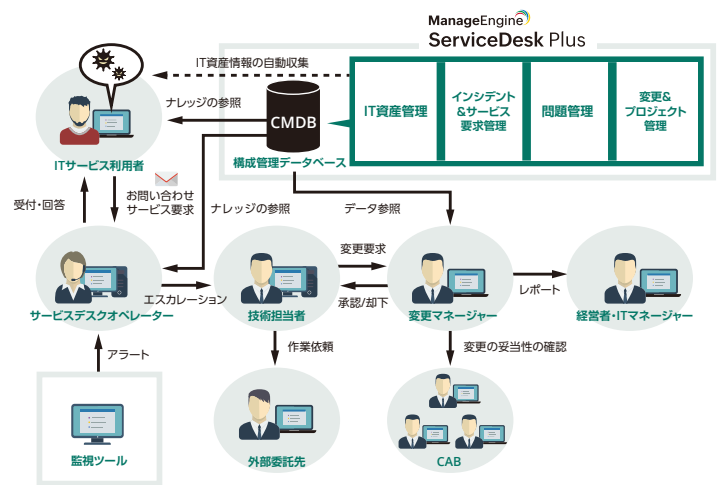 ManageEngine
ServiceDesk Plus
IT資産情報の自動収集
ナレッジの参照
CMDB
構成管理データベース
IT資産管理
インシデント
&サービス
要求管理
問題管理
変更&
プロジェクト
管理
ITサービス利用者
受付・回答
お問い合わせ
サービス要求
ナレッジの参照
データ参照
サービスデスクオペレーター
エスカレーション
技術担当者
変更要求
承認/却下
変更マネージャー
レポート
経営者・ITマネージャー
アラート
作業依頼
変更の妥当性の確認
監視ツール
外部委託先
CAB